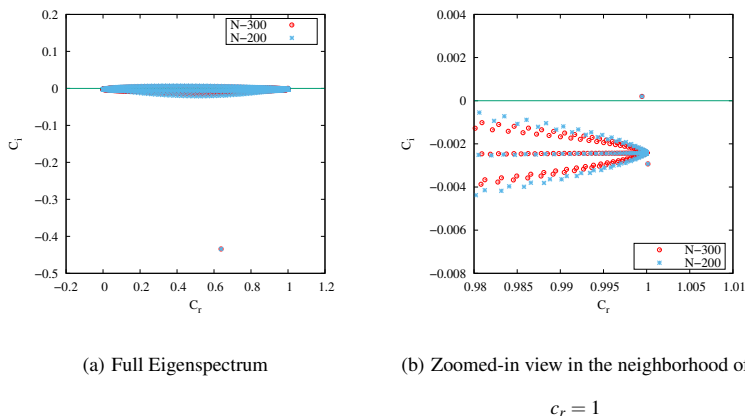 0.2
0.1
0
−0.1
−0.2
−0.3
−0.4
−0.5
C_i
−0.2 0 0.2 0.4 0.6 0.8 1 1.2
C_r
N−300
N−200
0.004
0.002
0
−0.002
−0.004
−0.006
−0.008
C_i
0.98 0.985 0.99 0.995 1 1.005 1.01
C_r
N−300
N−200
(a) Full Eigenspectrum
(b) Zoomed-in view in the neighborhood o
c_r = 1